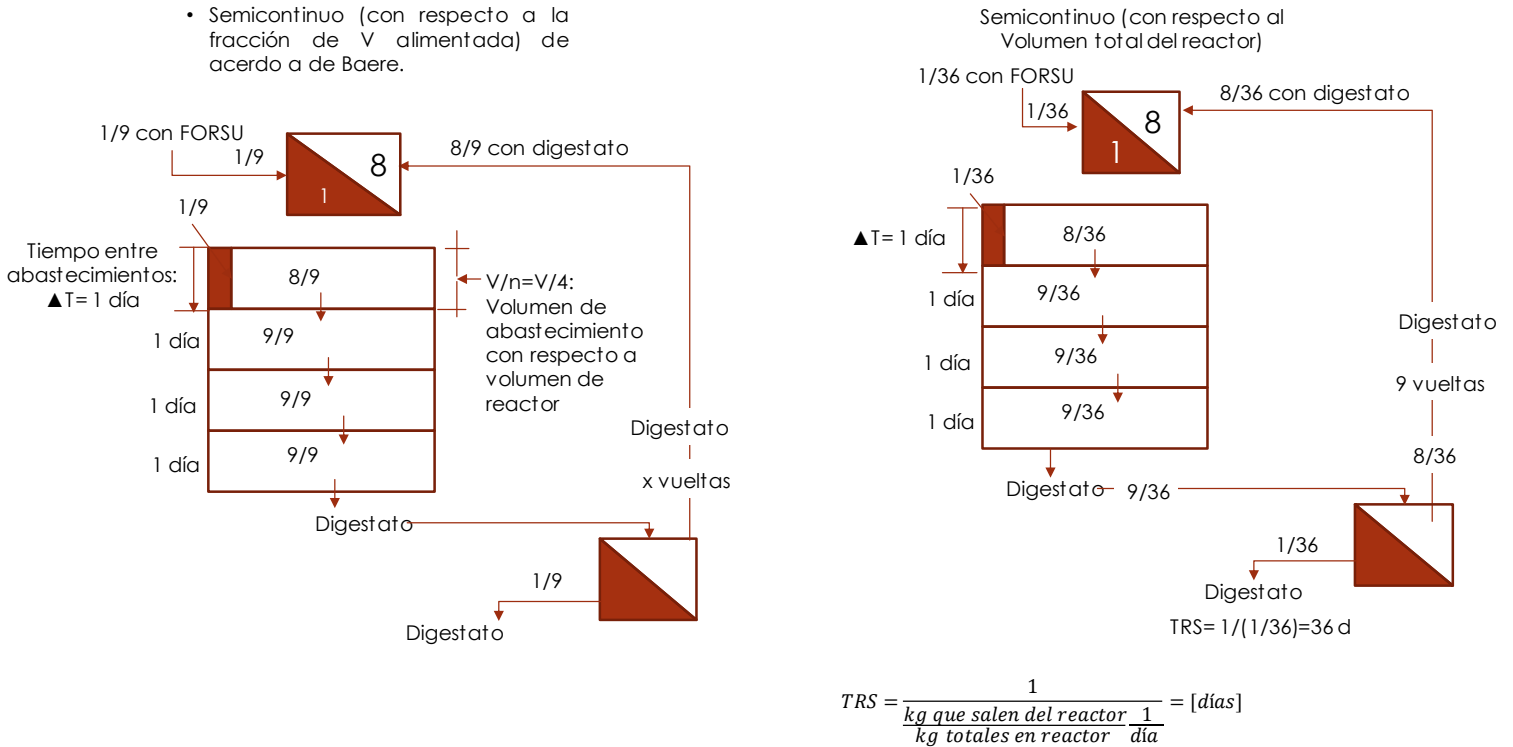 • Semicontinuo (con respecto a la
fracción de V alimentada) de
acerdo a de Baere.
1/9 con FORSU
1/9
8
1
8/9 con digestato
1/9
Tiempo entre
abastecimientos:
▲T= 1 día
8/9
V/n=V/4:
Volumen de
abastecimiento
con respecto a
volumen de
reactor
1 día
9/9
1 día
9/9
1 día
9/9
Digestato
x vueltas
Digestato
1/9
Digestato
Semicontinuo (con respecto al
Volumen total del reactor)
1/36 con FORSU
1/36
8
1
8/36 con digestato
1/36
▲T= 1 día
8/36
1 día
9/36
1 día
9/36
1 día
9/36
Digestato
9 vueltas
8/36
Digestato 9/36
1/36
Digestato
TRS= 1/(1/36)=36 d
TRS = 1 / (kg que salen del reactor / kg totales en reactor 1 / día) = [días]